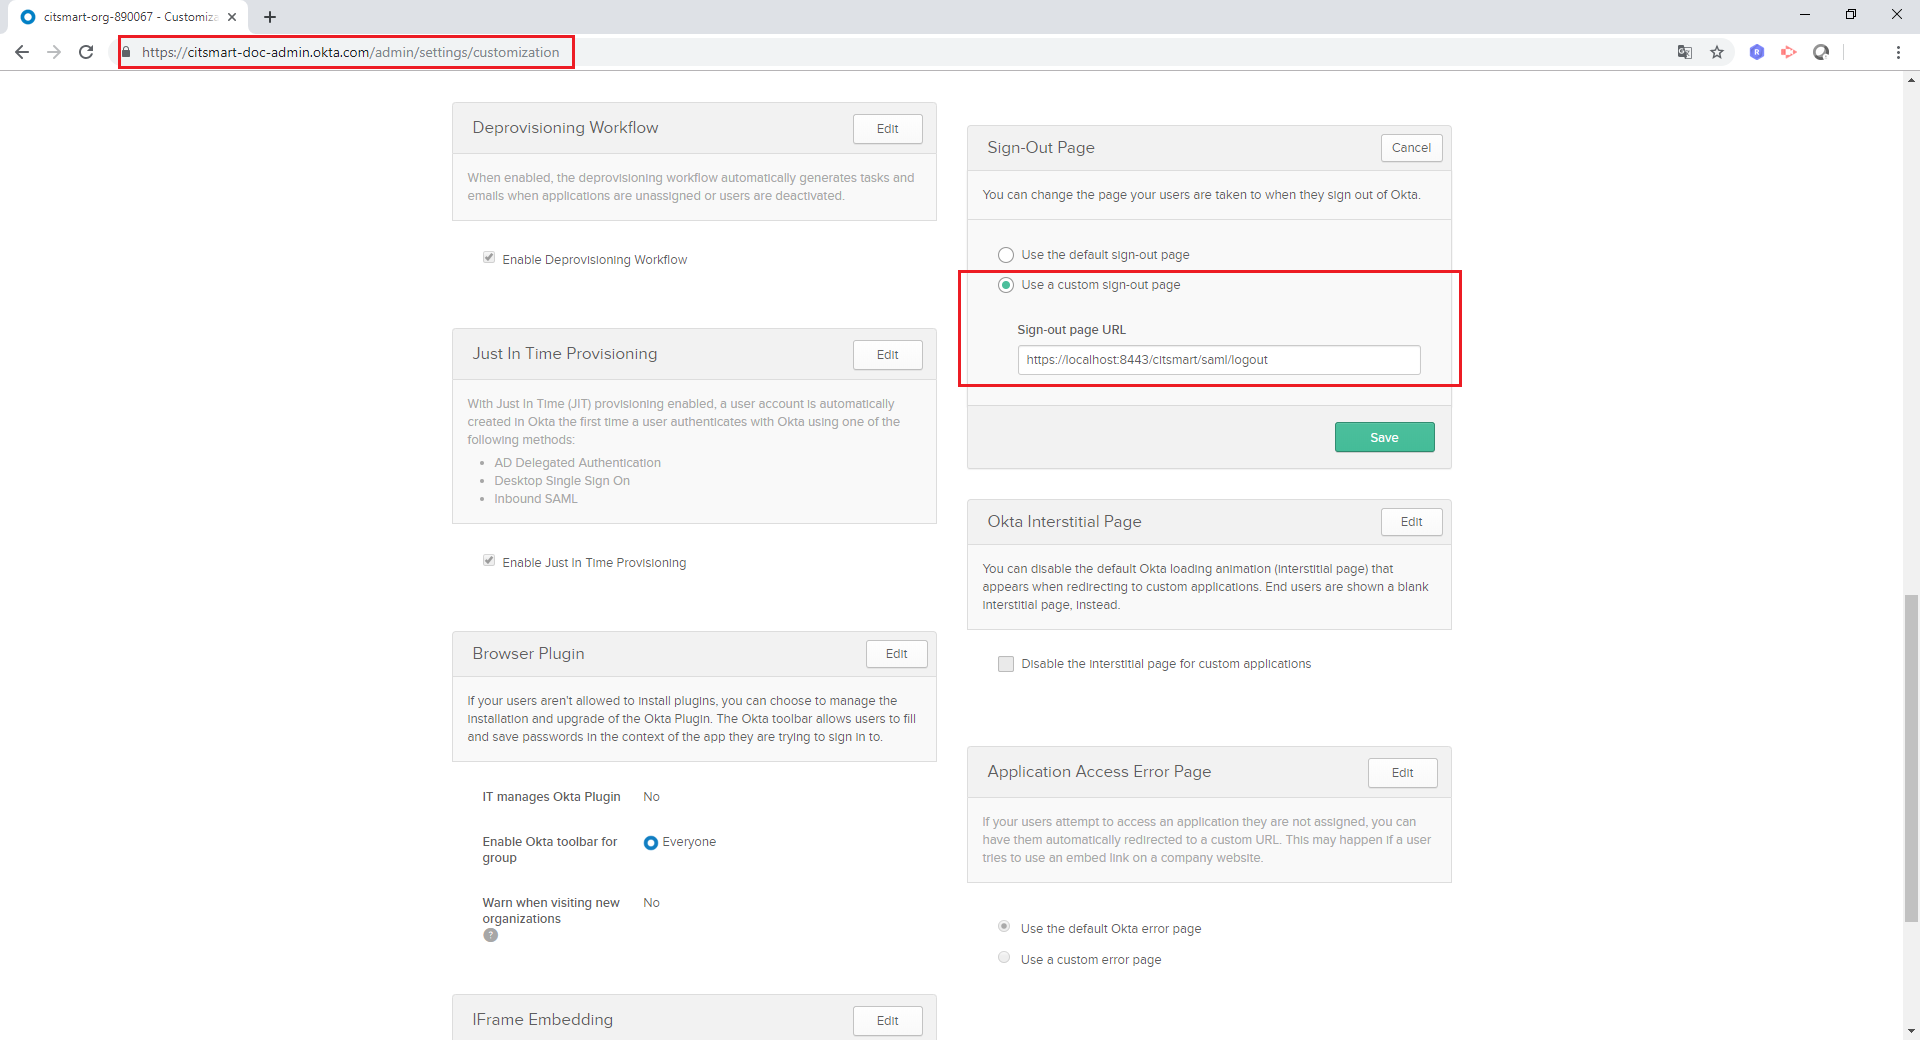 citsmart-org-890067 - Customiza
https://citsmart-doc-admin.okta.com/admin/settings/customization
Deprovisioning Workflow
Edit
When enabled, the deprovisioning workflow automatically generates tasks and
emails when applications are unassigned or users are deactivated.
Enable Deprovisioning Workflow
Just In Time Provisioning
Edit
With Just In Time (JIT) provisioning enabled, a user account is automatically
created in Okta the first time a user authenticates with Okta using one of the
following methods:
AD Delegated Authentication
Desktop Single Sign On
Inbound SAML
Enable Just In Time Provisioning
Browser Plugin
Edit
If your users aren't allowed to install plugins, you can choose to manage the
installation and upgrade of the Okta Plugin. The Okta toolbar allows users to fill
and save passwords in the context of the app they are trying to sign in to.
IT manages Okta Plugin No
Enable Okta toolbar for
group
Everyone
Warn when visiting new
organizations
No
?
IFrame Embedding
Edit
Sign-Out Page
Cancel
You can change the page your users are taken to when they sign out of Okta.
Use the default sign-out page
Use a custom sign-out page
Sign-out page URL
https://localhost:8443/citsmart/saml/logout
Save
Okta Interstitial Page
Edit
You can disable the default Okta loading animation (interstitial page) that
appears when redirecting to custom applications. End users are shown a blank
interstitial page, instead.
Disable the interstitial page for custom applications
Application Access Error Page
Edit
If your users attempt to access an application they are not assigned, you can
have them automatically redirected to a custom URL. This may happen if a user
tries to use an embed link on a company website.
Use the default Okta error page
Use a custom error page